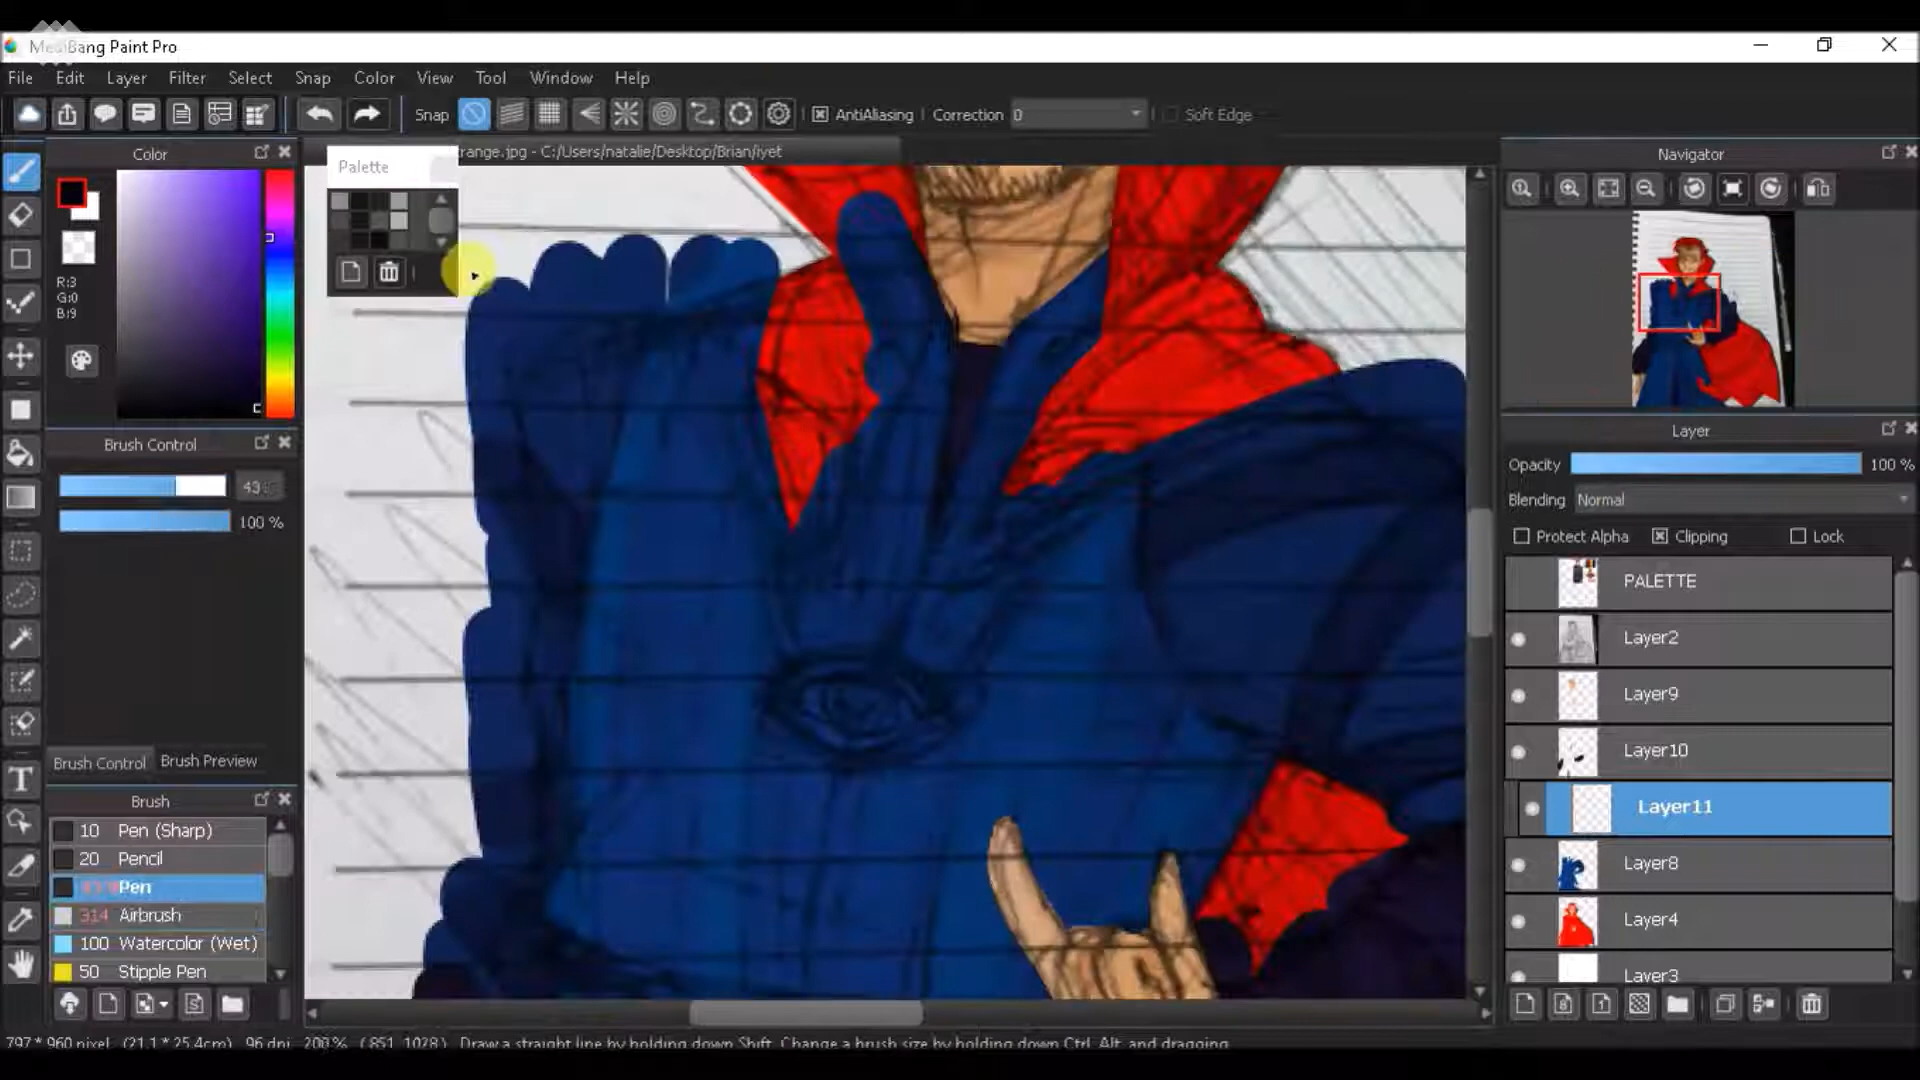 MediBang Paint Pro
File Edit Layer Filter Select Snap Color View Tool Window Help
Snap AntiAliasing Correction 0 Soft Edge
Color
Palette
range.jpg - C:/Users/natalie/Desktop/Brian/iyet
Navigator
R:3
G:0
B:9
Brush Control
43
100 %
Layer
Opacity 100 %
Blending Normal
Protect Alpha Clipping Lock
PALETTE
Layer2
Layer9
Layer10
Layer11
Layer8
Layer4
Layer3
Brush Control Brush Preview
Brush
10 Pen (Sharp)
20 Pencil
Pen
314 Airbrush
100 Watercolor (Wet)
50 Stipple Pen
T
797 * 960 pixel (21.1 * 25.4cm) 96 dpi 200 % (851, 1028) Draw a straight line by holding down Shift, Change a brush size by holding down Ctrl, Alt, and dragging